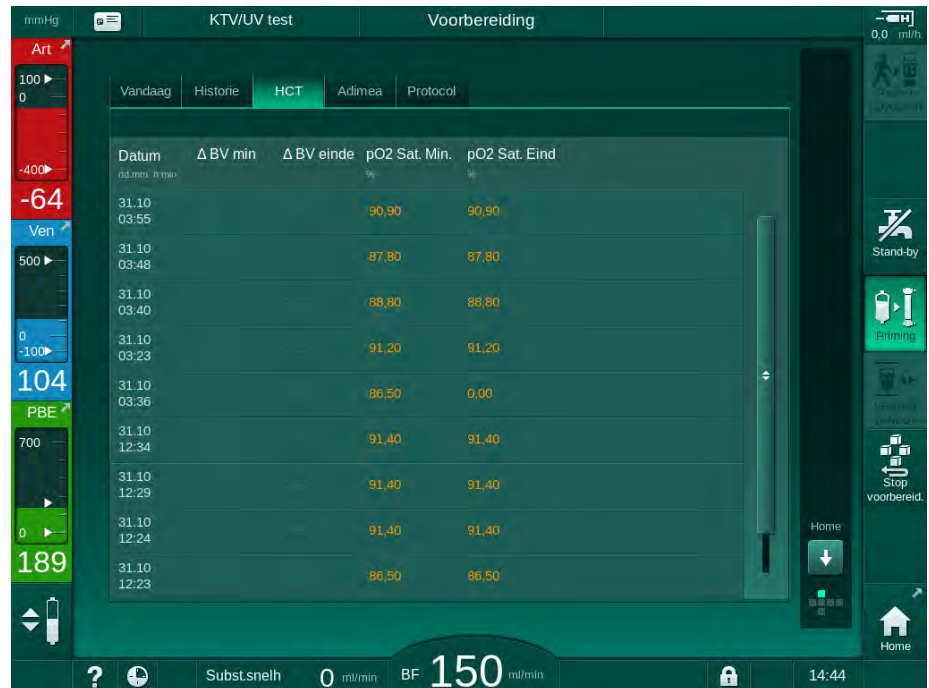 mmHg KTV/UV test Voorbereiding 0,0 ml/h
Art
100
0
-400
-64
Ven
500
0
-100
104
PBE
700
0
189
Vandaag Historie HCT Adimea Protocol
Datum Δ BV min Δ BV einde pO2 Sat. Min. pO2 Sat. Eind
dd.mm. h:min % %
31.10
03:55 90,90 90,90
31.10
03:48 87,80 87,80
31.10
03:40 88,80 88,80
31.10
03:23 91,20 91,20
31.10
03:36 86,50 0,00
31.10
12:34 91,40 91,40
31.10
12:29 91,40 91,40
31.10
12:24 91,40 91,40
31.10
12:23 86,50 86,50
Home
Stand-by
Priming
Stop
voorbereid.
Home
? Subst.snelh 0 ml/min BF 150 ml/min 14:44